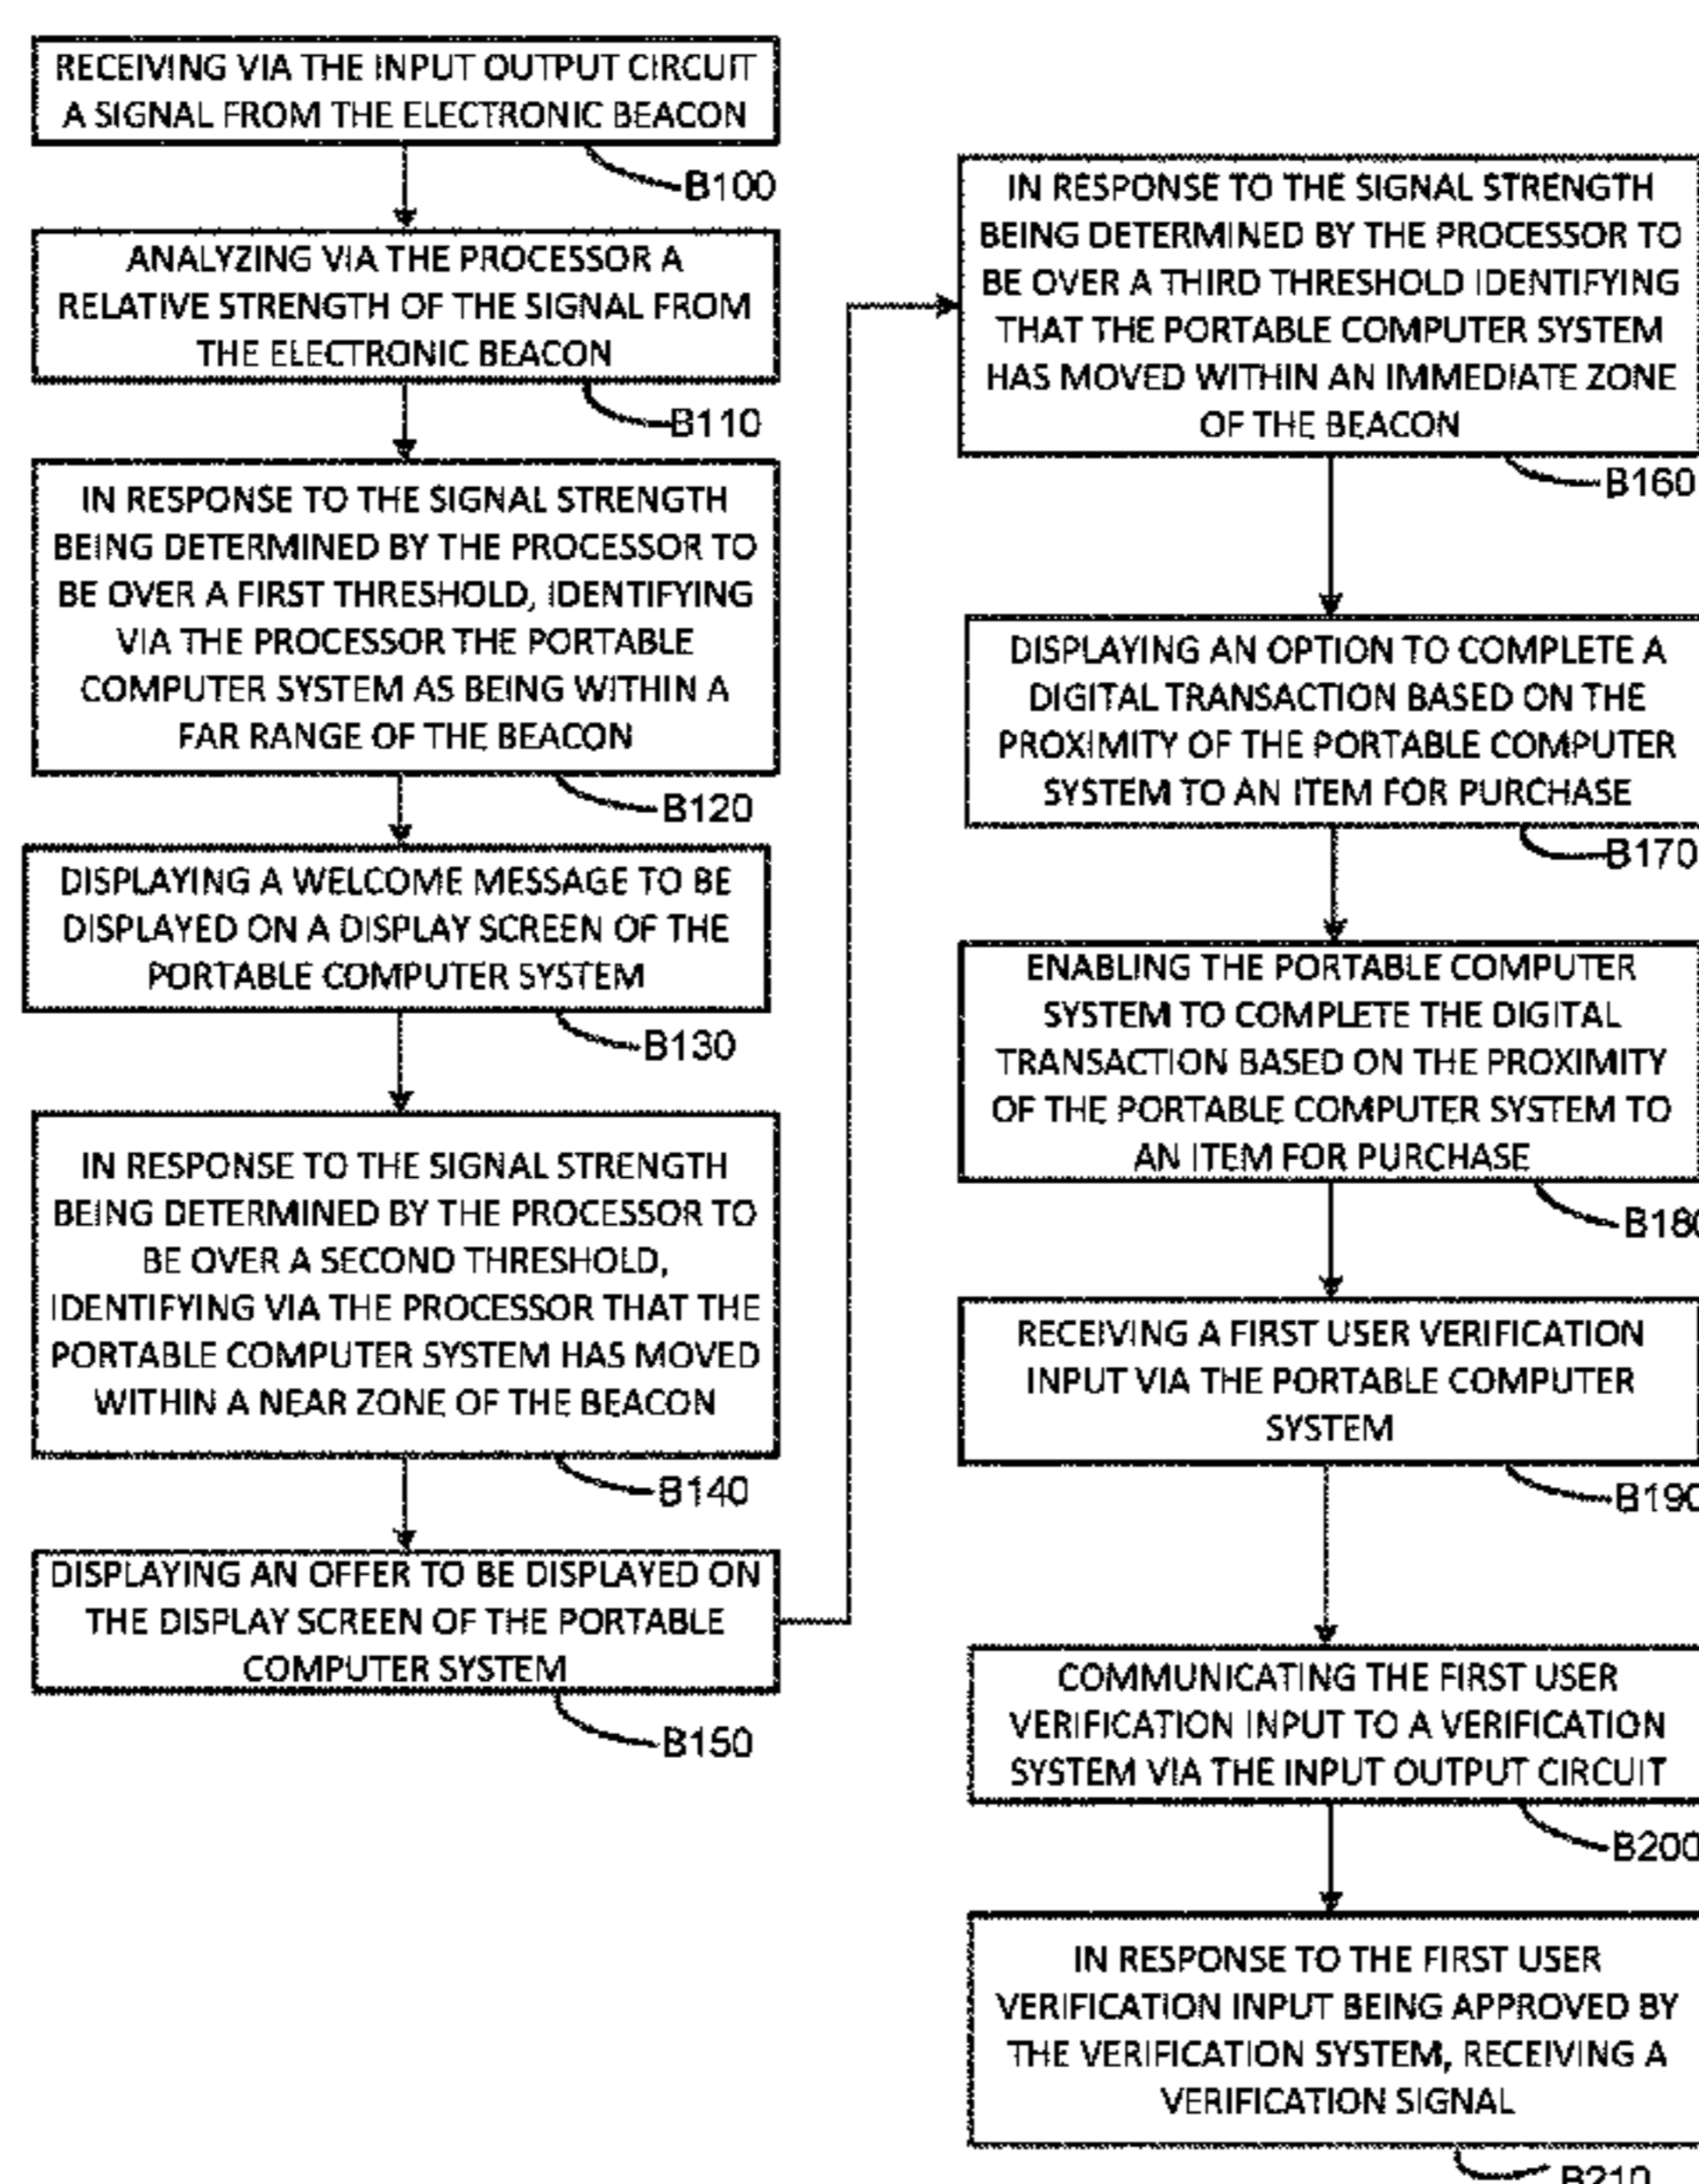 RECEIVING VIA THE INPUT OUTPUT CIRCUIT
A SIGNAL FROM THE ELECTRONIC BEACON
B100
ANALYZING VIA THE PROCESSOR A
RELATIVE STRENGTH OF THE SIGNAL FROM
THE ELECTRONIC BEACON
B110
IN RESPONSE TO THE SIGNAL STRENGTH
BEING DETERMINED BY THE PROCESSOR TO
BE OVER A FIRST THRESHOLD, IDENTIFYING
VIA THE PROCESSOR THE PORTABLE
COMPUTER SYSTEM AS BEING WITHIN A
FAR RANGE OF THE BEACON
B120
DISPLAYING A WELCOME MESSAGE TO BE
DISPLAYED ON A DISPLAY SCREEN OF THE
PORTABLE COMPUTER SYSTEM
B130
IN RESPONSE TO THE SIGNAL STRENGTH
BEING DETERMINED BY THE PROCESSOR TO
BE OVER A SECOND THRESHOLD,
IDENTIFYING VIA THE PROCESSOR THAT THE
PORTABLE COMPUTER SYSTEM HAS MOVED
WITHIN A NEAR ZONE OF THE BEACON
B140
DISPLAYING AN OFFER TO BE DISPLAYED ON
THE DISPLAY SCREEN OF THE PORTABLE
COMPUTER SYSTEM
B150
IN RESPONSE TO THE SIGNAL STRENGTH
BEING DETERMINED BY THE PROCESSOR TO
BE OVER A THIRD THRESHOLD IDENTIFYING
THAT THE PORTABLE COMPUTER SYSTEM
HAS MOVED WITHIN AN IMMEDIATE ZONE
OF THE BEACON
B160
DISPLAYING AN OPTION TO COMPLETE A
DIGITAL TRANSACTION BASED ON THE
PROXIMITY OF THE PORTABLE COMPUTER
SYSTEM TO AN ITEM FOR PURCHASE
B170
ENABLING THE PORTABLE COMPUTER
SYSTEM TO COMPLETE THE DIGITAL
TRANSACTION BASED ON THE PROXIMITY
OF THE PORTABLE COMPUTER SYSTEM TO
AN ITEM FOR PURCHASE
B180
RECEIVING A FIRST USER VERIFICATION
INPUT VIA THE PORTABLE COMPUTER
SYSTEM
B190
COMMUNICATING THE FIRST USER
VERIFICATION INPUT TO A VERIFICATION
SYSTEM VIA THE INPUT OUTPUT CIRCUIT
B200
IN RESPONSE TO THE FIRST USER
VERIFICATION INPUT BEING APPROVED BY
THE VERIFICATION SYSTEM, RECEIVING A
VERIFICATION SIGNAL
B210